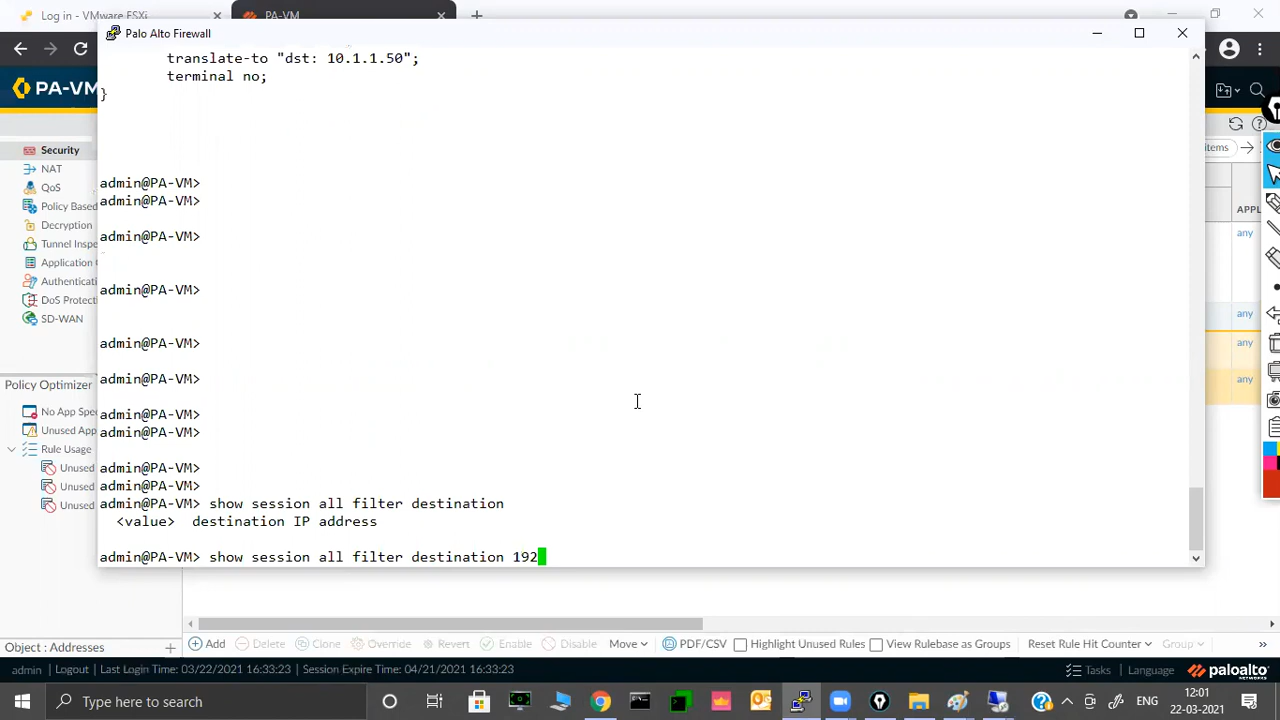 Log in - VMware ESXi
PA-VM
Palo Alto Firewall
translate-to "dst: 10.1.1.50";
terminal no;
}
PA-VM
Security
NAT
QoS
Policy Based
Decryption
Tunnel Inspe
Application
Authenticati
DoS Protecti
SD-WAN
items
APPL
any
any
any
any
admin@PA-VM>
admin@PA-VM>
admin@PA-VM>
admin@PA-VM>
admin@PA-VM>
admin@PA-VM>
admin@PA-VM>
admin@PA-VM>
admin@PA-VM>
admin@PA-VM>
admin@PA-VM> show session all filter destination
<value> destination IP address
admin@PA-VM> show session all filter destination 192
Policy Optimizer
No App Spec
Unused App
Rule Usage
Unused
Unused
Unused
Object : Addresses
Add
Delete
Clone
Override
Revert
Enable
Disable
Move
PDF/CSV
Highlight Unused Rules
View Rulebase as Groups
Reset Rule Hit Counter
Group
»
admin | Logout | Last Login Time: 03/22/2021 16:33:23 | Session Expire Time: 04/21/2021 16:33:23
Tasks | Language
paloalto
NETWORKS
Type here to search
ENG
12:01
22-03-2021